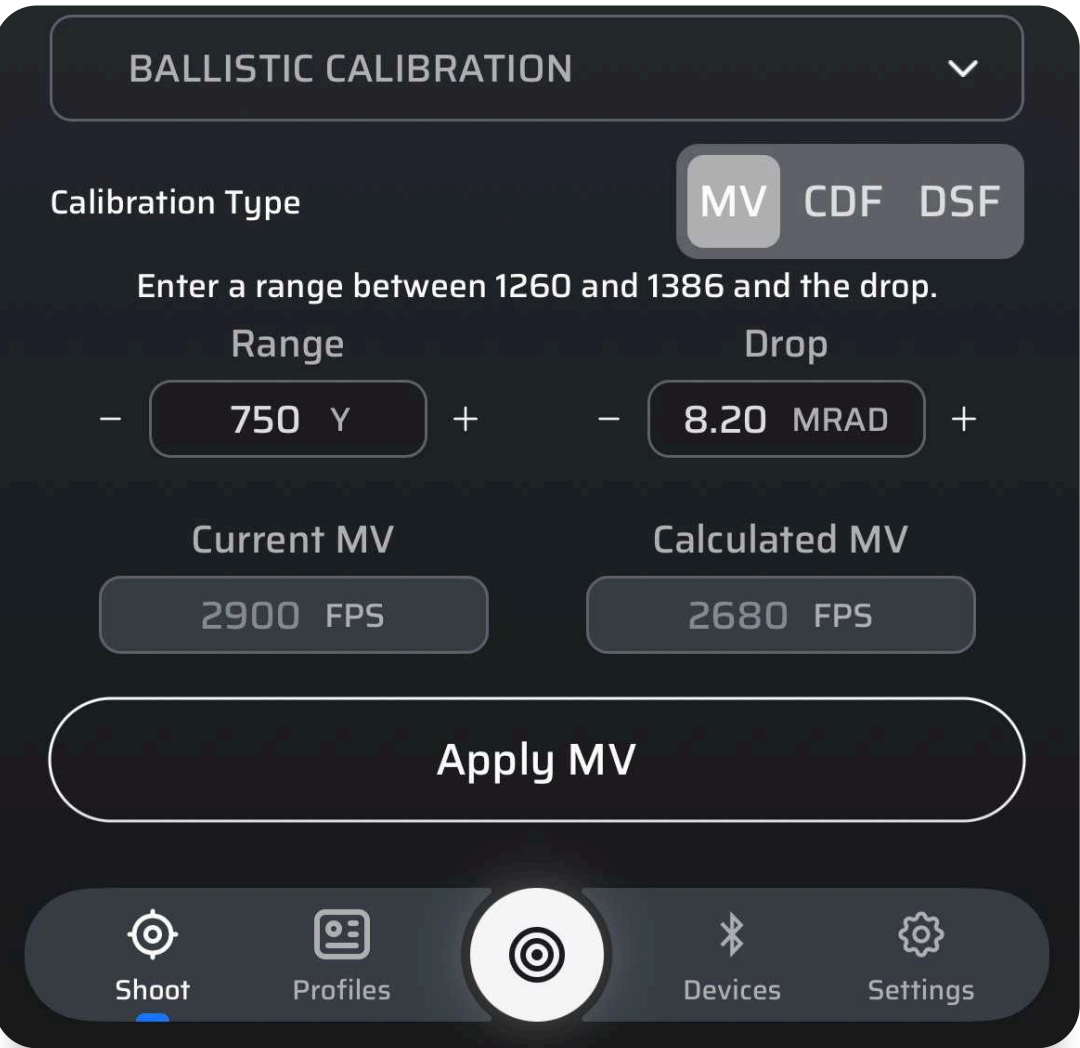 BALLISTIC CALIBRATION
Calibration Type
MV CDF DSF
Enter a range between 1260 and 1386 and the drop.
Range Drop
− 750 Y + − 8.20 MRAD +
Current MV Calculated MV
2900 FPS 2680 FPS
Apply MV
Shoot Profiles Devices Settings